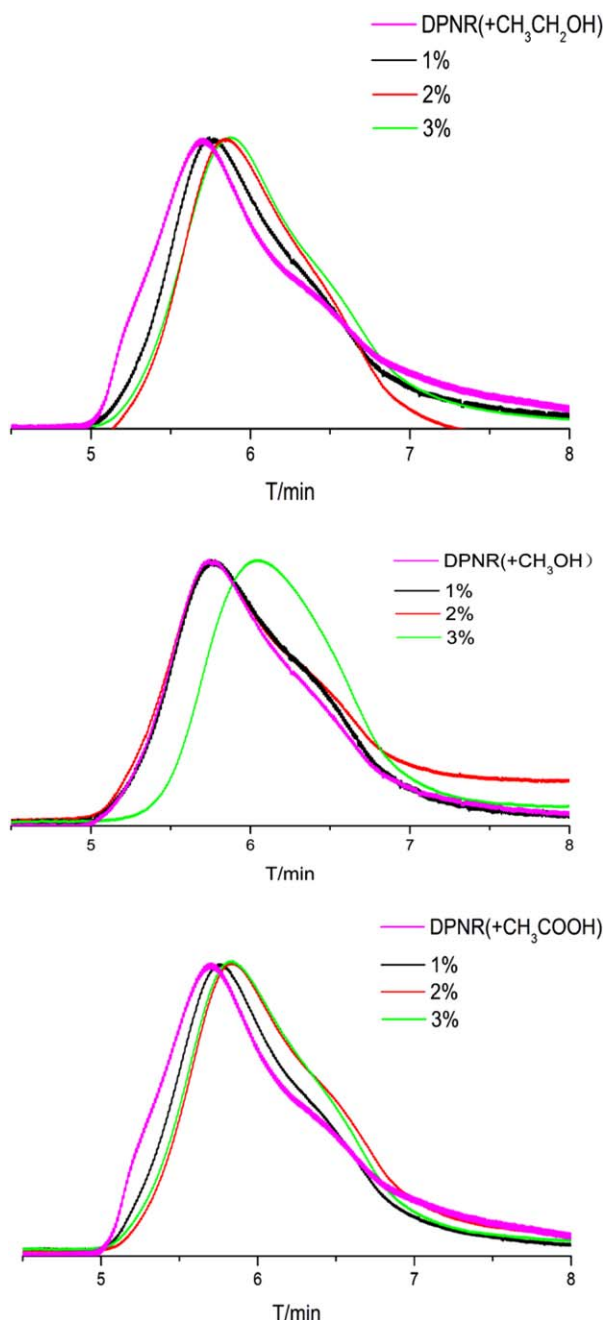 DPNR(+CH₃CH₂OH)
1%
2%
3%
5 6 7 8
T/min
DPNR(+CH₃OH）
1%
2%
3%
5 6 7 8
T/min
DPNR(+CH₃COOH)
1%
2%
3%
5 6 7 8
T/min